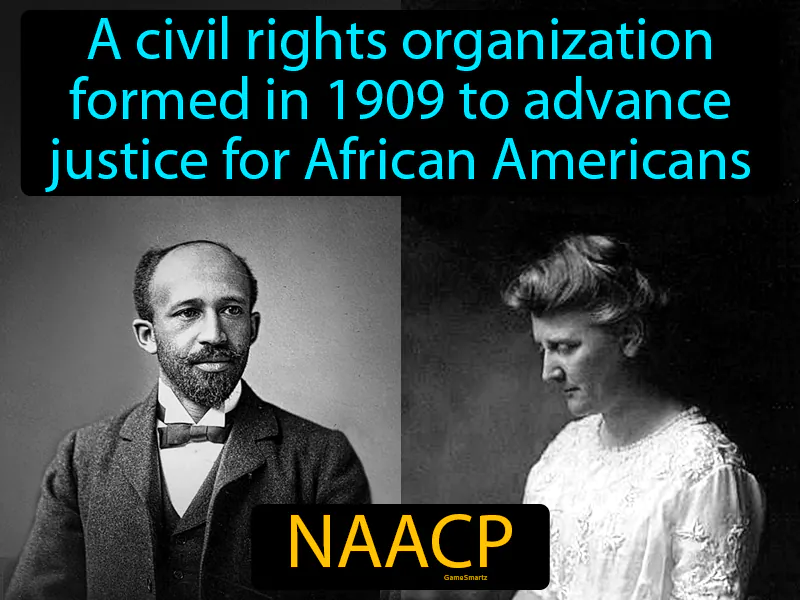 A civil rights organization
formed in 1909 to advance
justice for African Americans
NAACP
GameSmartz